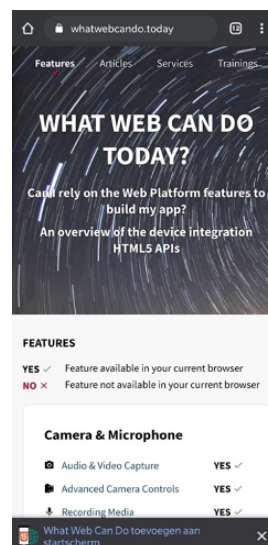 whatwebcando.today
12
Features Articles Services Trainings
WHAT WEB CAN DO
TODAY?
Can I rely on the Web Platform features to
build my app?
An overview of the device integration
HTML5 APIs
FEATURES
YES ✓ Feature available in your current browser
NO × Feature not available in your current browser
Camera & Microphone
Audio & Video Capture YES ✓
Advanced Camera Controls YES ✓
Recording Media YES ✓
What Web Can Do toevoegen aan
startscherm